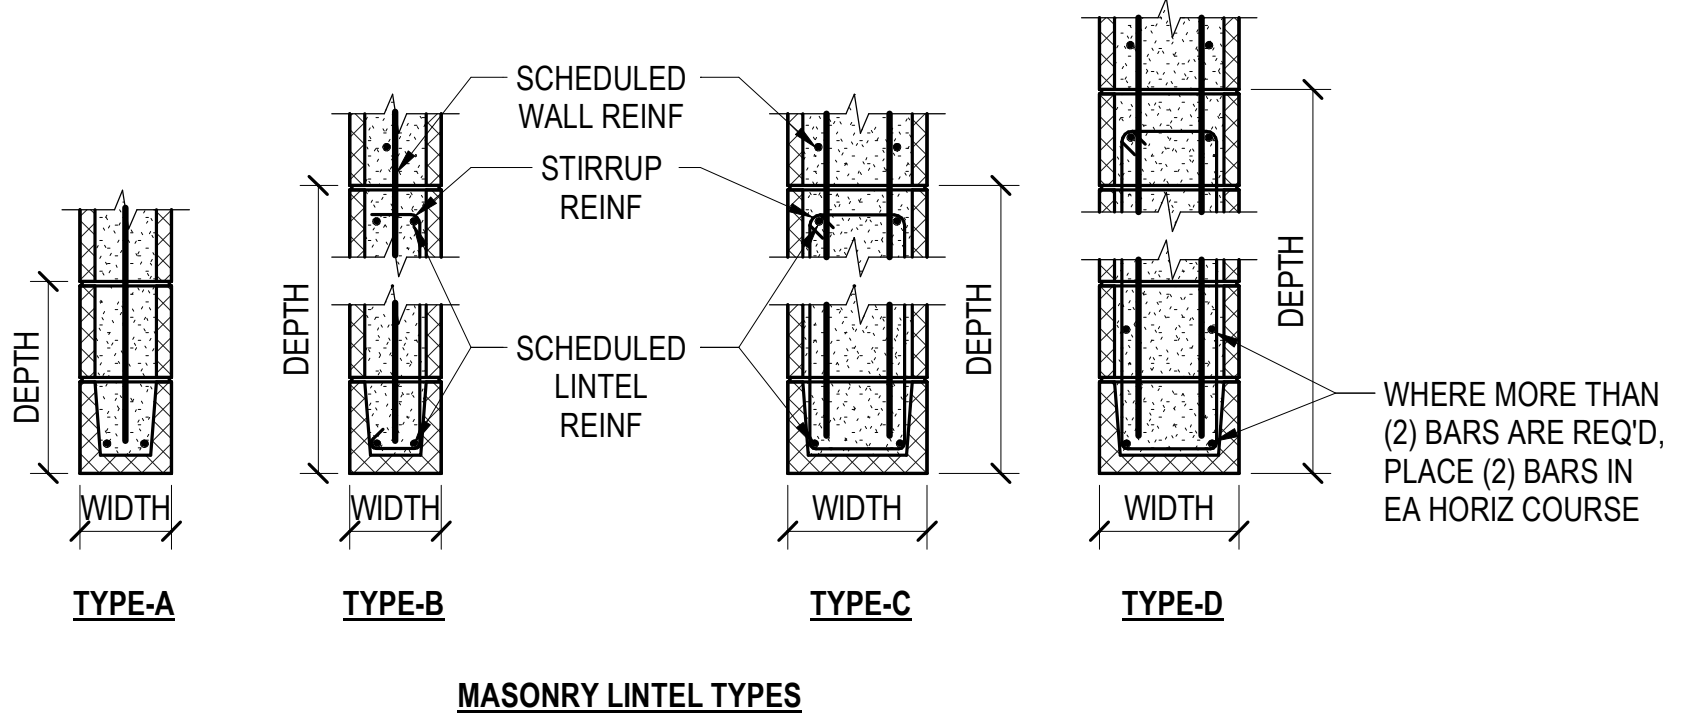 SCHEDULED
WALL REINF
STIRRUP
REINF
SCHEDULED
LINTEL
REINF
DEPTH
DEPTH
DEPTH
DEPTH
WHERE MORE THAN
(2) BARS ARE REQ'D,
PLACE (2) BARS IN
EA HORIZ COURSE
WIDTH
WIDTH
WIDTH
WIDTH
TYPE-A
TYPE-B
TYPE-C
TYPE-D
MASONRY LINTEL TYPES